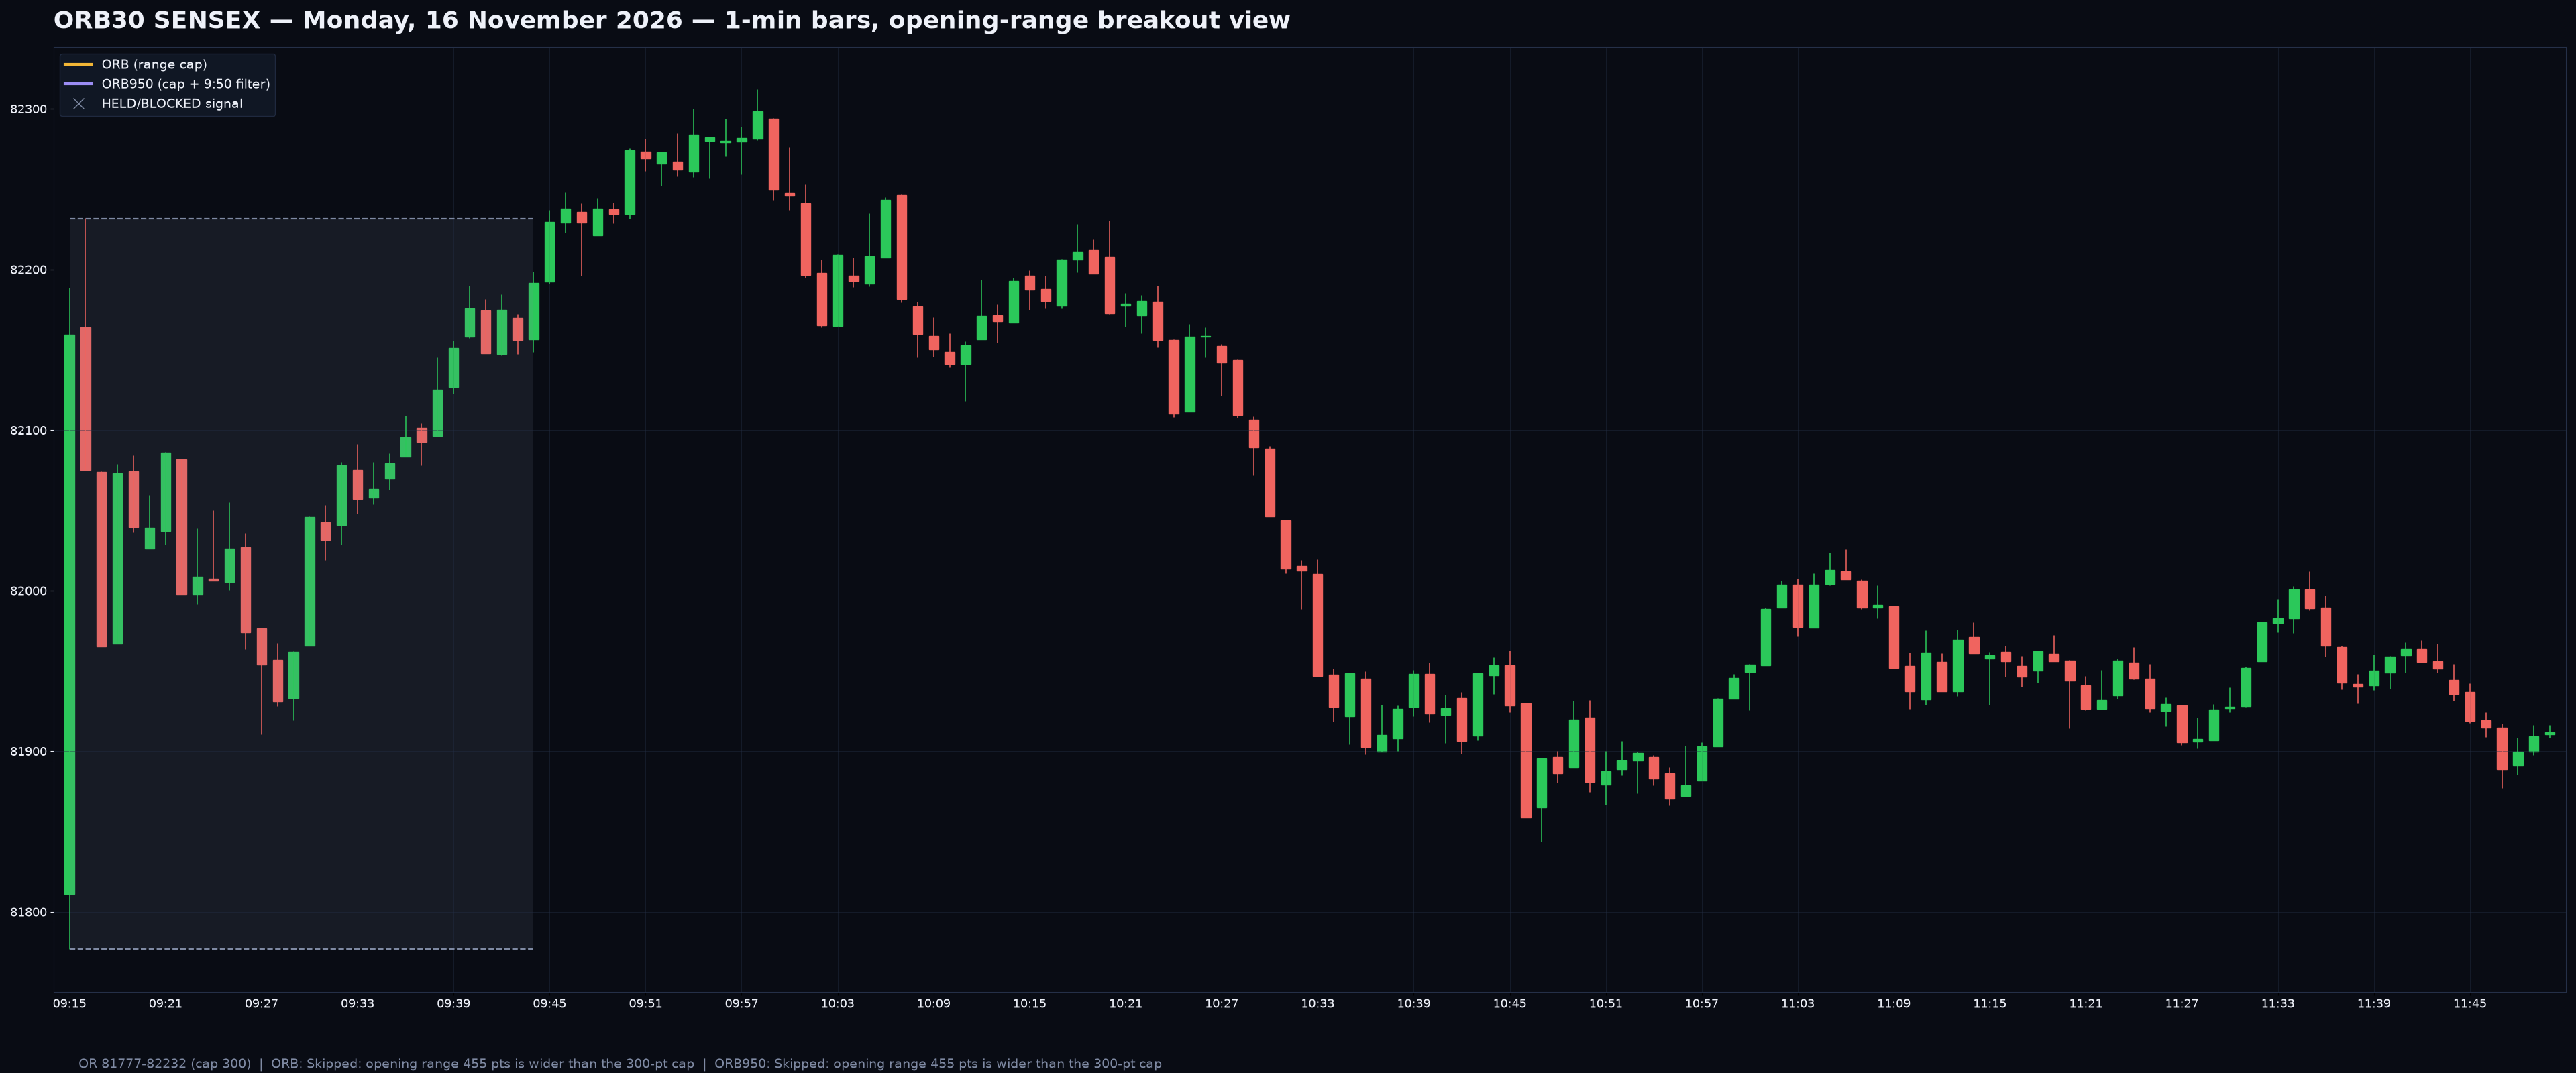 ORB30 SENSEX — Monday, 16 November 2026 — 1-min bars, opening-range breakout view
ORB (range cap)
ORB950 (cap + 9:50 filter)
HELD/BLOCKED signal
82300
82200
82100
82000
81900
81800
09:15 09:21 09:27 09:33 09:39 09:45 09:51 09:57 10:03 10:09 10:15 10:21 10:27 10:33 10:39 10:45 10:51 10:57 11:03 11:09 11:15 11:21 11:27 11:33 11:39 11:45
OR 81777-82232 (cap 300) | ORB: Skipped: opening range 455 pts is wider than the 300-pt cap | ORB950: Skipped: opening range 455 pts is wider than the 300-pt cap